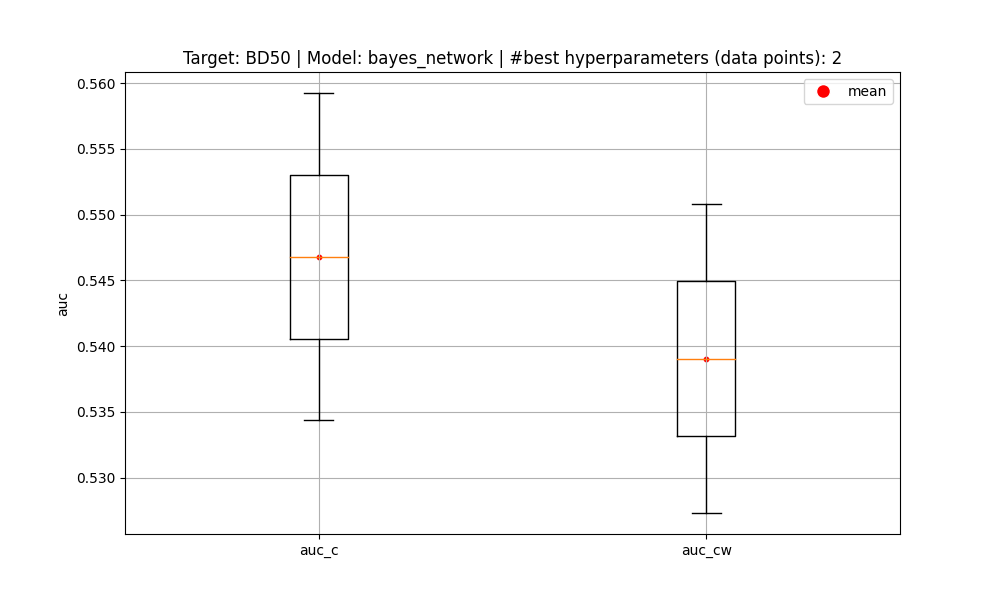 Target: BD50 | Model: bayes_network | #best hyperparameters (data points): 2
mean
0.560
0.555
0.550
0.545
0.540
0.535
0.530
auc
auc_c
auc_cw